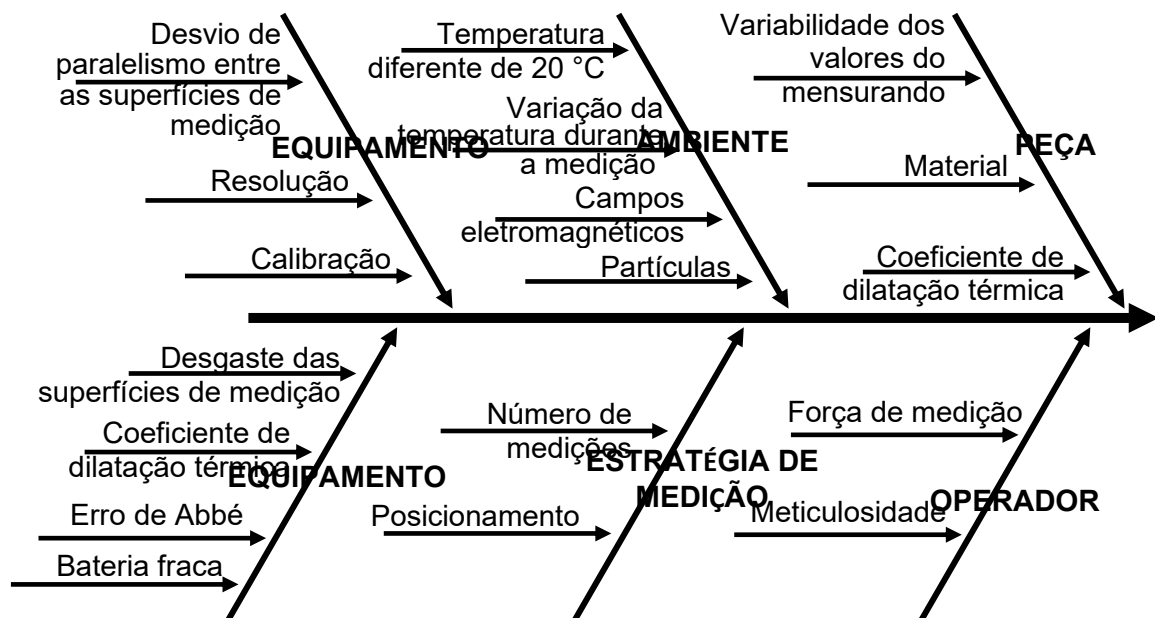 Desvio de
paralelismo entre
as superfícies de
medição
EQUIPAMENTO
Resolução
Calibração
Temperatura
diferente de 20 °C
Variação da
temperatura durante
a medição
AMBIENTE
Campos
eletromagnéticos
Partículas
Variabilidade dos
valores do
mensurando
PEÇA
Material
Coeficiente de
dilatação térmica
Desgaste das
superfícies de medição
Coeficiente de
dilatação térmica
EQUIPAMENTO
Erro de Abbé
Bateria fraca
Número de
medições
ESTRATÉGIA DE
MEDIÇÃO
Posicionamento
Força de medição
OPERADOR
Meticulosidade